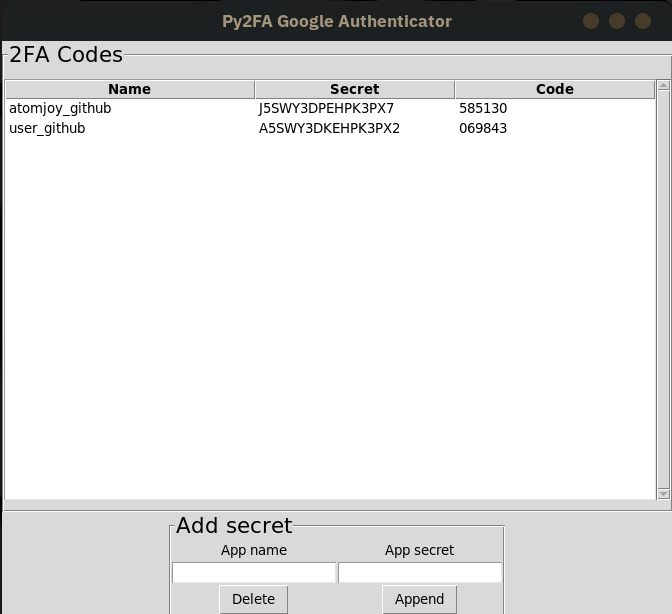 Py2FA Google Authenticator
2FA Codes
Name Secret Code
atomjoy_github J5SWY3DPEHPK3PX7 585130
user_github A5SWY3DKEHPK3PX2 069843
Add secret
App name App secret
Delete Append